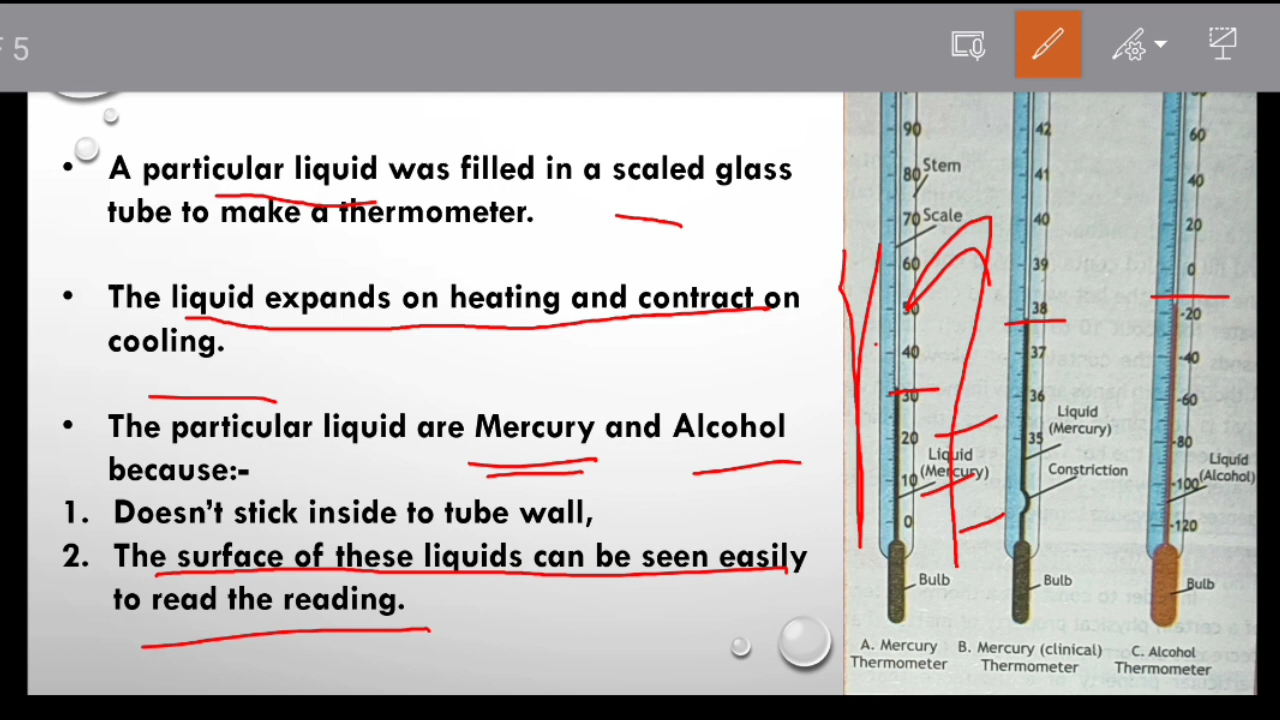 5
• A particular liquid was filled in a scaled glass
tube to make a thermometer.
• The liquid expands on heating and contract on
cooling.
• The particular liquid are Mercury and Alcohol
because:-
1. Doesn't stick inside to tube wall,
2. The surface of these liquids can be seen easily
to read the reading.
90
80
70
60
50
40
30
20
10
0
Stem
Scale
Liquid
(Mercury)
Bulb
A. Mercury
Thermometer
42
41
40
39
38
37
36
35
Liquid
(Mercury)
Constriction
Bulb
B. Mercury (clinical)
Thermometer
60
40
20
0
-20
-40
-60
-80
-100
-120
Liquid
(Alcohol)
Bulb
C. Alcohol
Thermometer